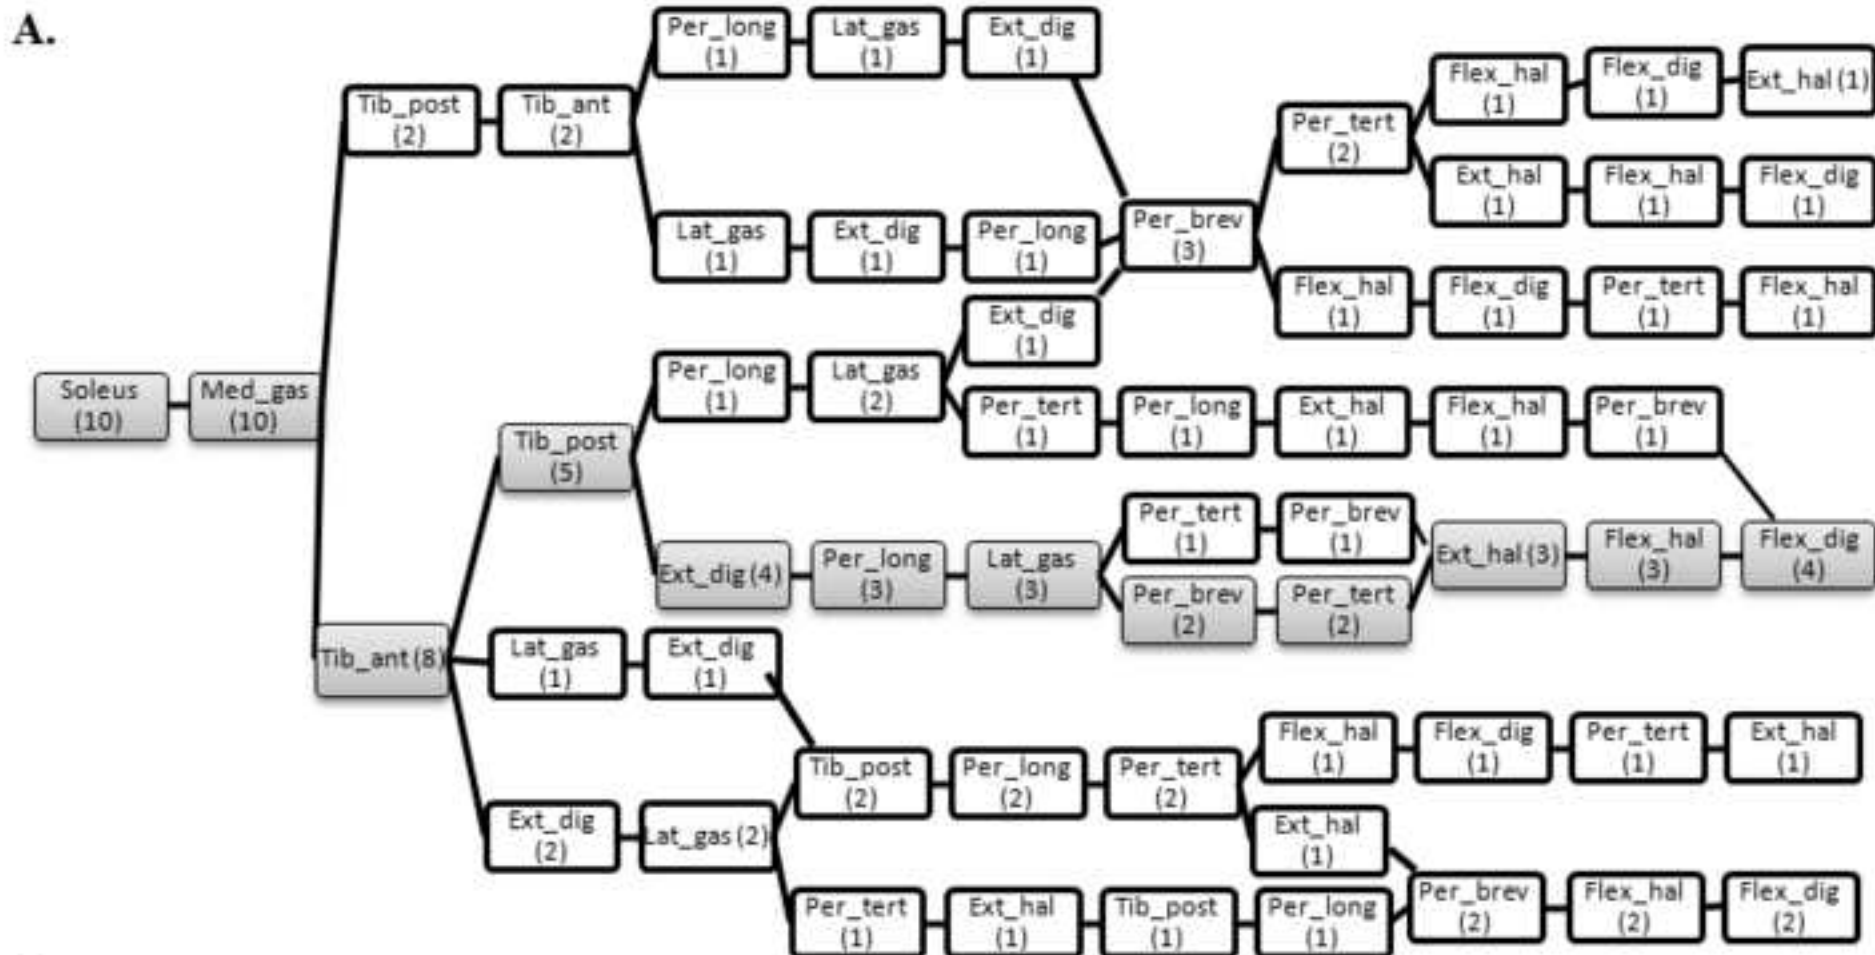 A.
Per_long
(1)
Lat_gas
(1)
Ext_dig
(1)
Tib_post
(2)
Tib_ant
(2)
Flex_hal
(1)
Flex_dig
(1)
Ext_hal (1)
Per_tert
(2)
Ext_hal
(1)
Flex_hal
(1)
Flex_dig
(1)
Lat_gas
(1)
Ext_dig
(1)
Per_long
(1)
Per_brev
(3)
Flex_hal
(1)
Flex_dig
(1)
Per_tert
(1)
Flex_hal
(1)
Ext_dig
(1)
Soleus
(10)
Med_gas
(10)
Per_long
(1)
Lat_gas
(2)
Per_tert
(1)
Per_long
(1)
Ext_hal
(1)
Flex_hal
(1)
Per_brev
(1)
Tib_post
(5)
Per_tert
(1)
Per_brev
(1)
Ext_dig (4)
Per_long
(3)
Lat_gas
(3)
Per_brev
(2)
Per_tert
(2)
Ext_hal (3)
Flex_hal
(3)
Flex_dig
(4)
Tib_ant (8)
Lat_gas
(1)
Ext_dig
(1)
Tib_post
(2)
Per_long
(2)
Per_tert
(2)
Flex_hal
(1)
Flex_dig
(1)
Per_tert
(1)
Ext_hal
(1)
Ext_dig
(2)
Lat_gas (2)
Ext_hal
(1)
Per_tert
(1)
Ext_hal
(1)
Tib_post
(1)
Per_long
(1)
Per_brev
(2)
Flex_hal
(2)
Flex_dig
(2)